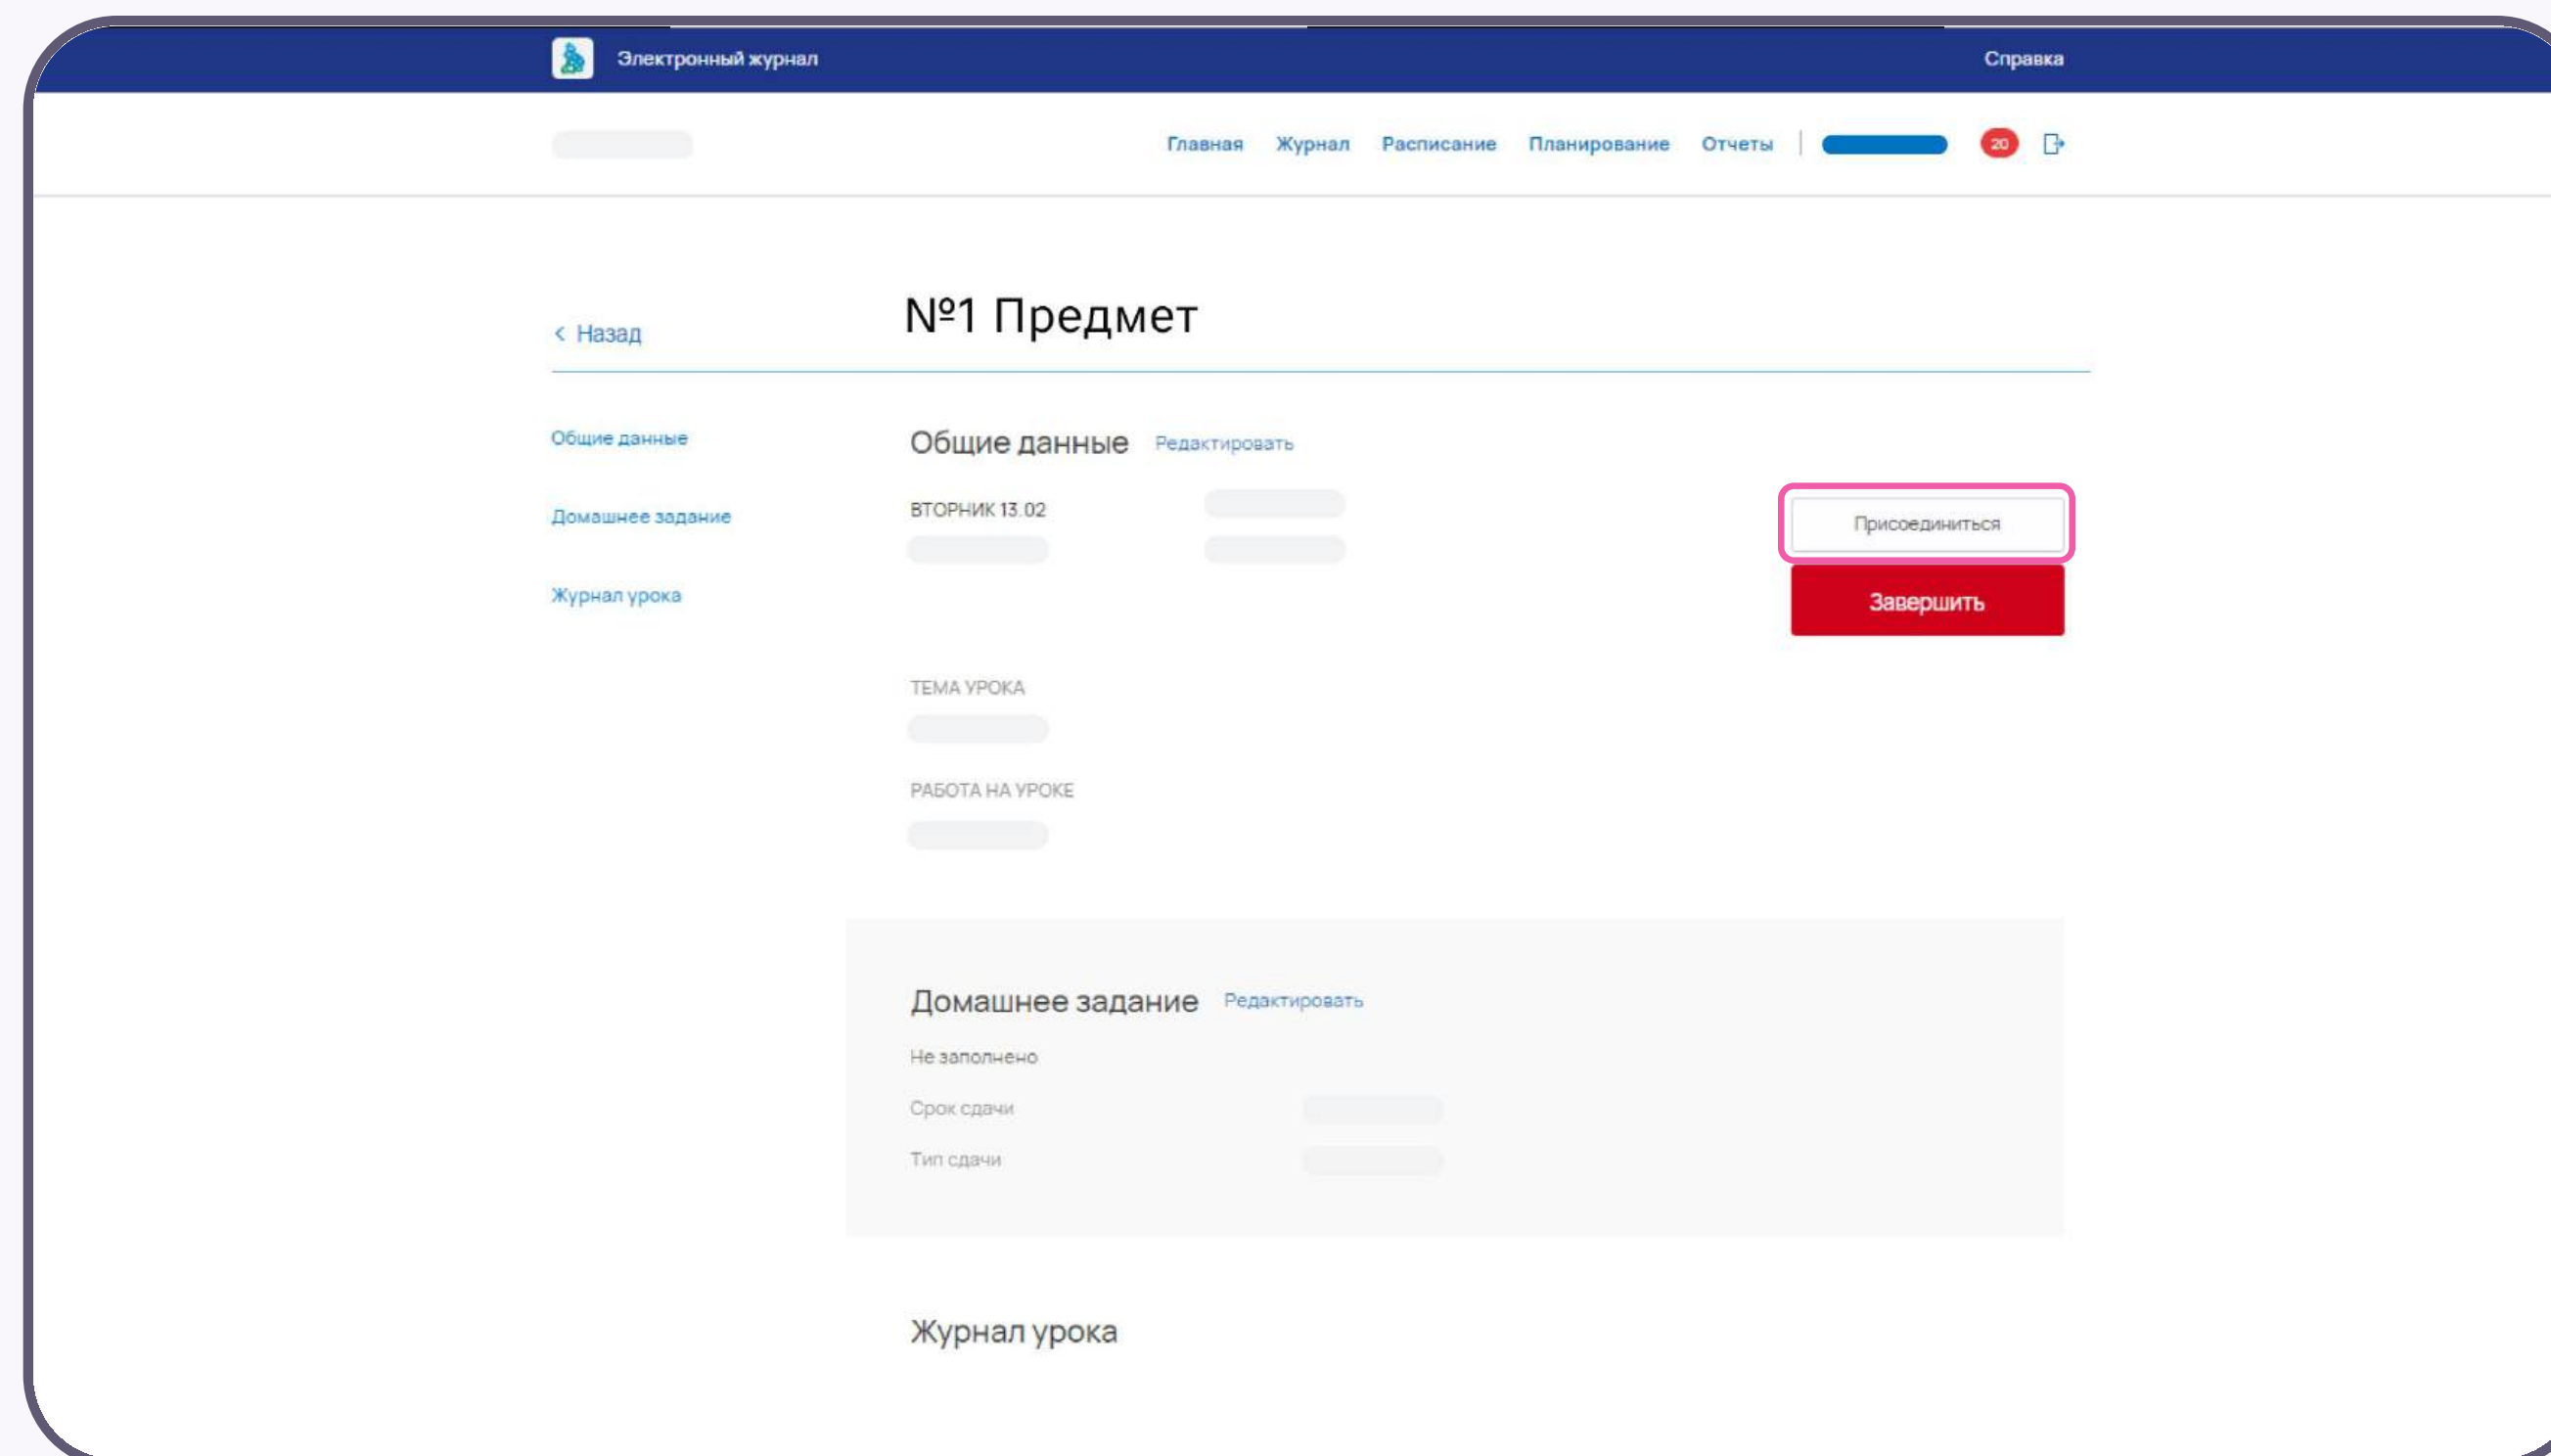 Электронный журнал
Справка
Главная Журнал Расписание Планирование Отчеты 20
< Назад
№1 Предмет
Общие данные
Домашнее задание
Журнал урока
Общие данные Редактировать
ВТОРНИК 13.02
Присоединиться
Завершить
ТЕМА УРОКА
РАБОТА НА УРОКЕ
Домашнее задание Редактировать
Не заполнено
Срок сдачи
Тип сдачи
Журнал урока